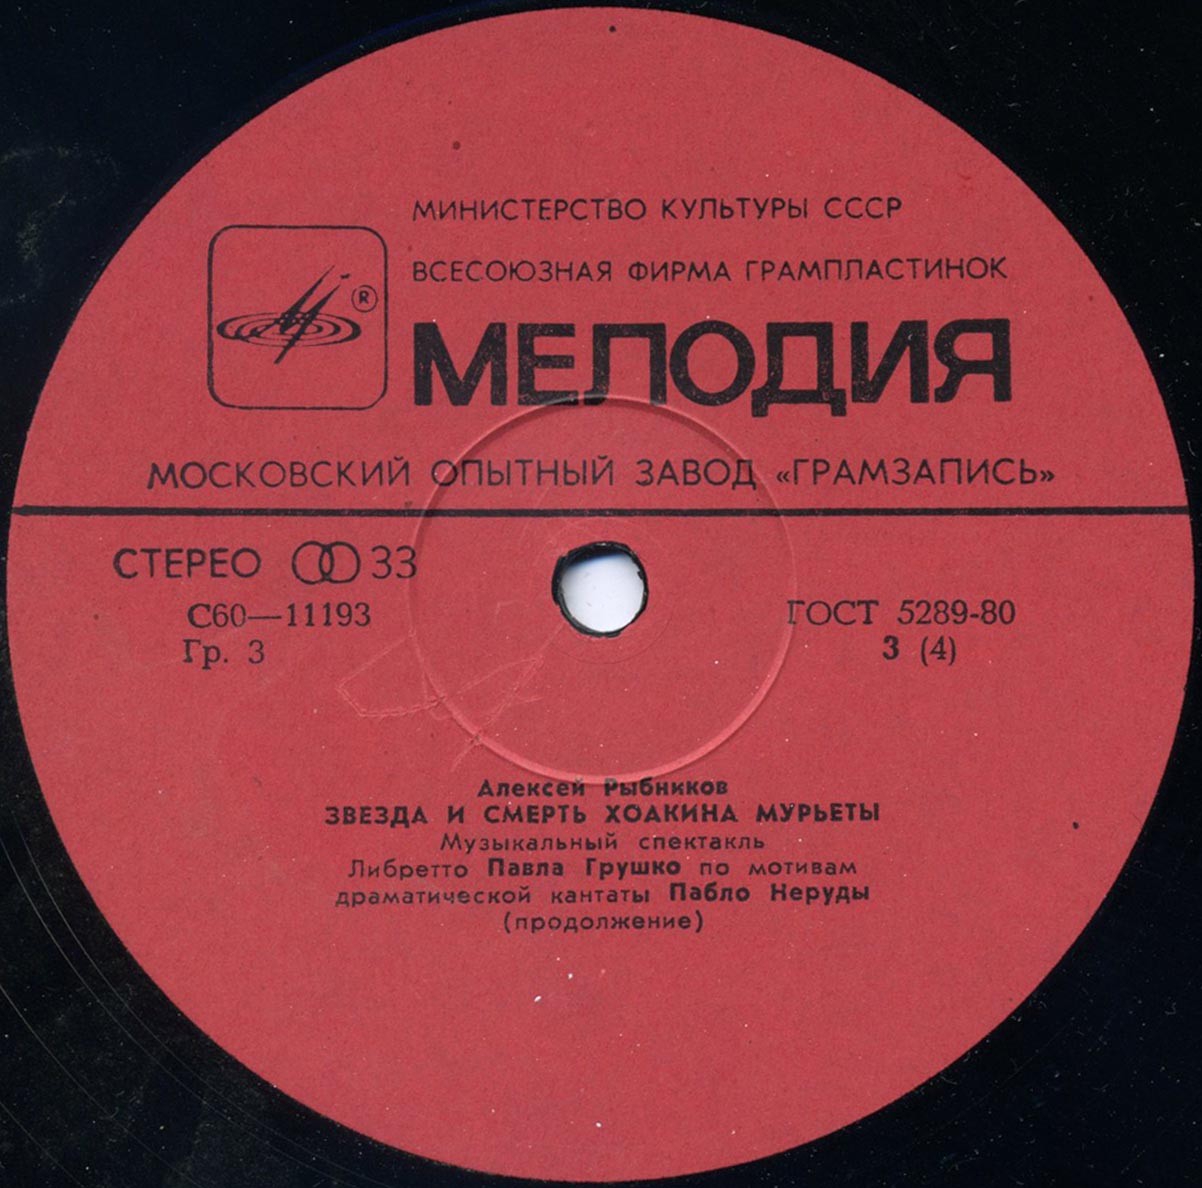 МИНИСТЕРСТВО КУЛЬТУРЫ СССР
ВСЕСОЮЗНАЯ ФИРМА ГРАМПЛАСТИНОК
®
МЕЛОДИЯ
МОСКОВСКИЙ ОПЫТНЫЙ ЗАВОД «ГРАМЗАПИСЬ»
СТЕРЕО 33
С60—11193
ГОСТ 5289-80
Гр. 3
3 (4)
Алексей Рыбников
ЗВЕЗДА И СМЕРТЬ ХОАКИНА МУРЬЕТЫ
Музыкальный спектакль
Либретто Павла Грушко по мотивам
драматической кантаты Пабло Неруды
(продолжение)